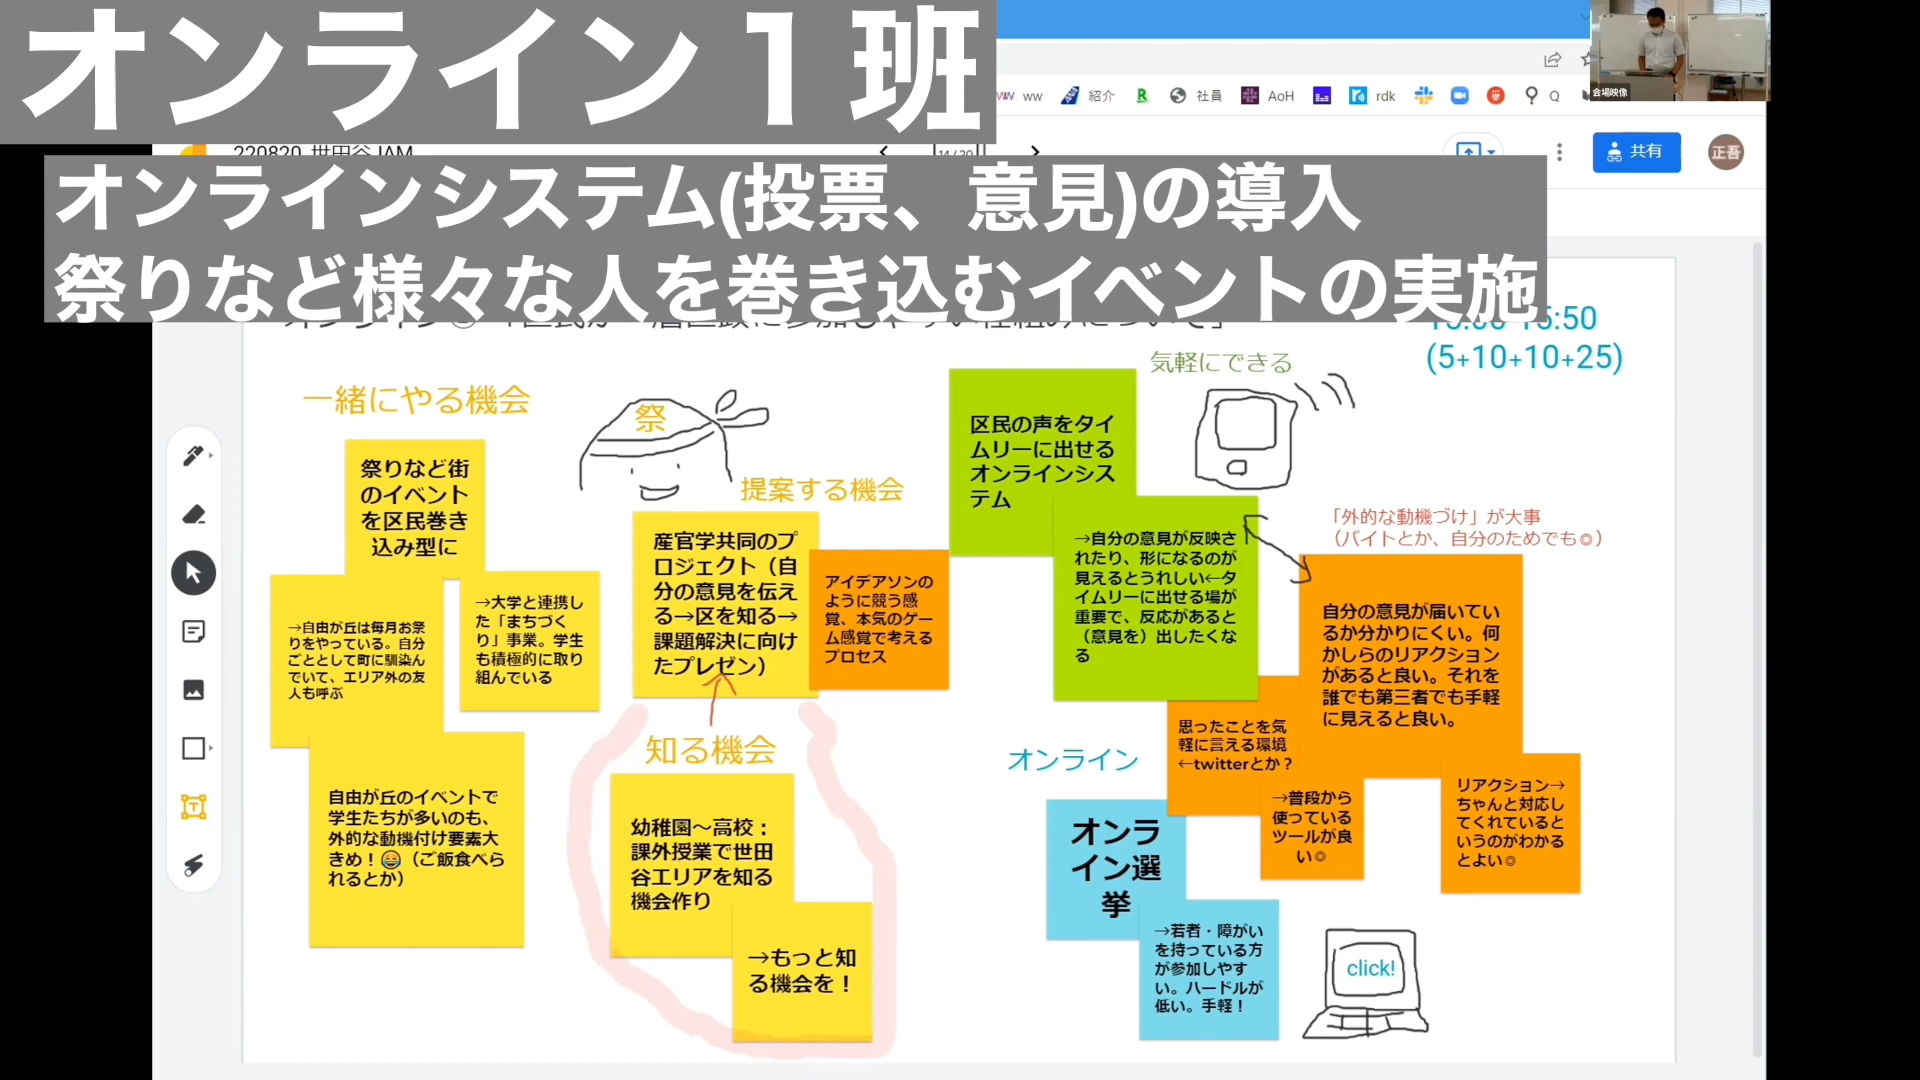 オンライン１班
オンラインシステム(投票、意見)の導入
祭りなど様々な人を巻き込むイベントの実施
ww
紹介
社員
AoH
rdk
Q
会場映像
220820_世田谷JAM
14 / 20
共有
正吾
(5+10+10+25)
一緒にやる機会
祭りなど街
のイベント
を区民巻き
込み型に
→自由が丘は毎月お祭
りをやっている。自分
ごととして町に馴染ん
でいて、エリア外の友
人も呼ぶ
→大学と連携し
た「まちづく
り」事業。学生
も積極的に取り
組んでいる
自由が丘のイベントで
学生たちが多いのも、
外的な動機付け要素大
きめ！😂（ご飯食べら
れるとか）
祭
提案する機会
産官学共同のプ
ロジェクト（自
分の意見を伝え
る→区を知る→
課題解決に向け
たプレゼン）
アイデアソンの
ように競う感
覚、本気のゲー
ム感覚で考える
プロセス
知る機会
幼稚園〜高校：
課外授業で世田
谷エリアを知る
機会作り
→もっと知
る機会を！
気軽にできる
区民の声をタイ
ムリーに出せる
オンラインシス
テム
→自分の意見が反映さ
れたり、形になるのが
見えるとうれしい←タ
イムリーに出せる場が
重要で、反応があると
（意見を）出したくな
る
「外的な動機づけ」が大事
（バイトとか、自分のためでも◎）
自分の意見が届いてい
るか分かりにくい。何
かしらのリアクション
があると良い。それを
誰でも第三者でも手軽
に見えると良い。
思ったことを気
軽に言える環境
←twitterとか？
→普段から
使っている
ツールが良
い◎
リアクション→
ちゃんと対応し
てくれていると
いうのがわかる
とよい◎
オンライン
オンラ
イン選
挙
→若者・障がい
を持っている方
が参加しやす
い。ハードルが
低い。手軽！
click!